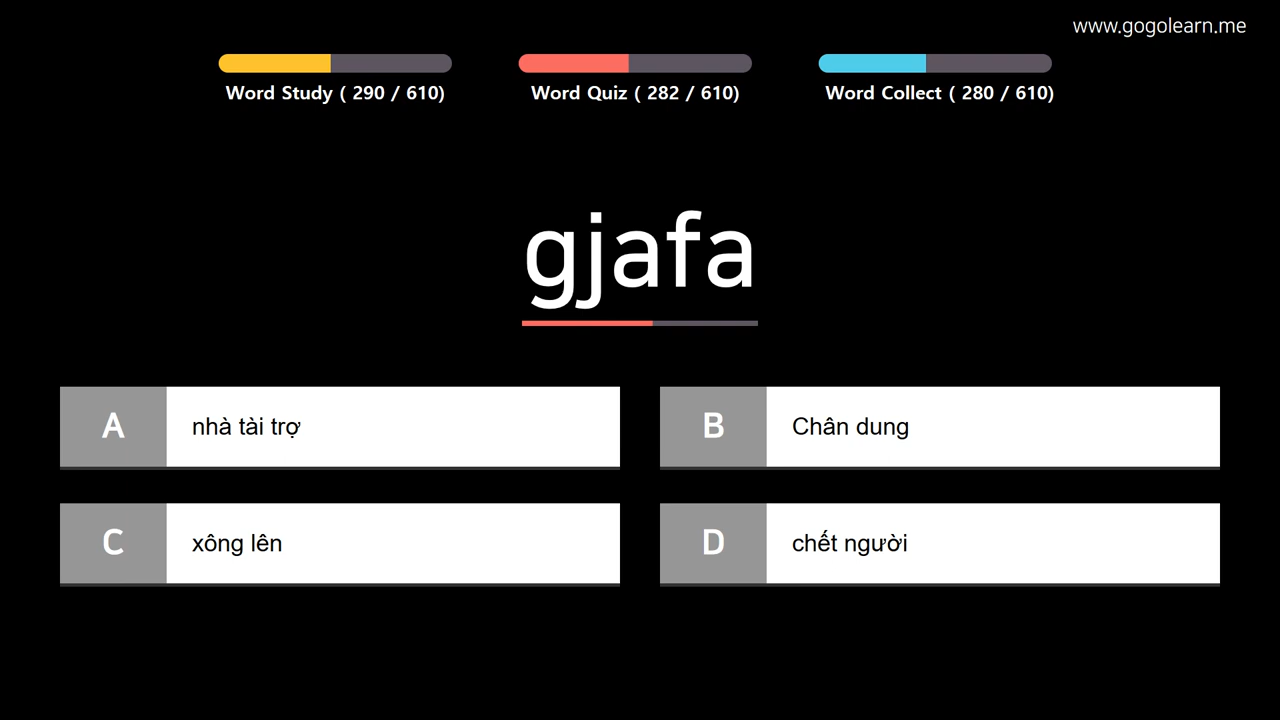 www.gogolearn.me
Word Study ( 290 / 610)
Word Quiz ( 282 / 610)
Word Collect ( 280 / 610)
gjafa
A nhà tài trợ
B Chân dung
C xông lên
D chết người